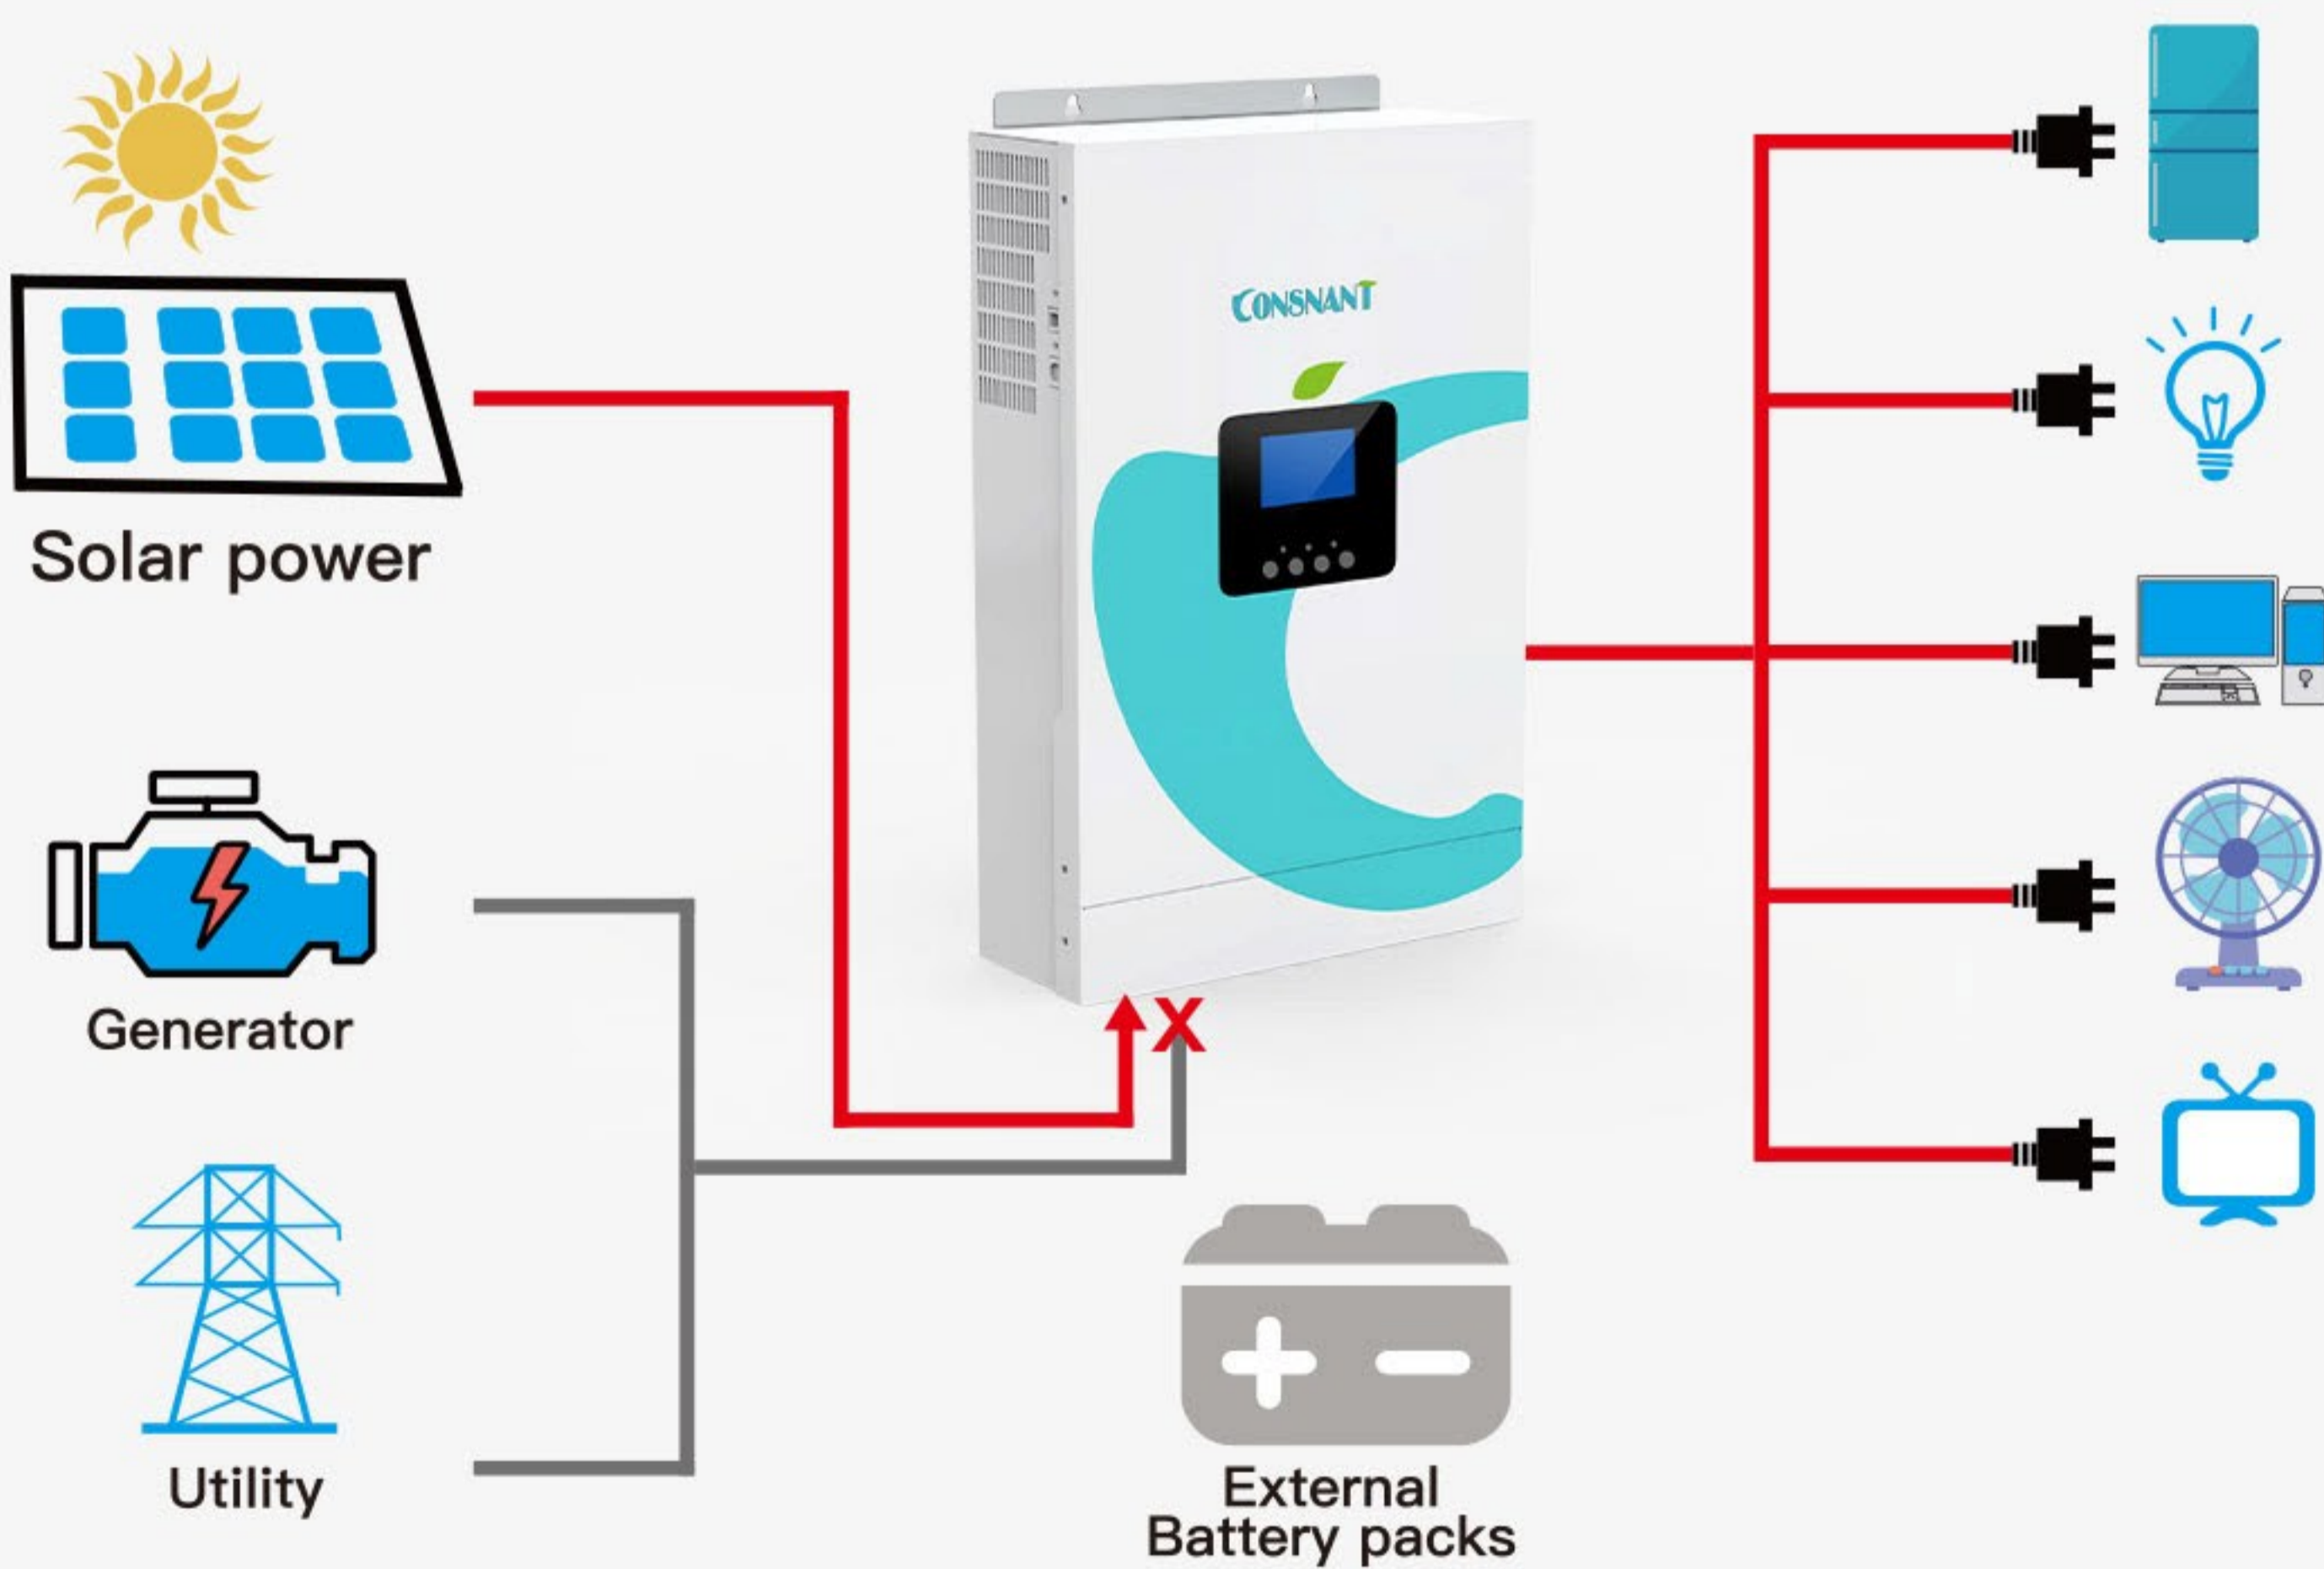 CONSNANT
Solar power
Generator
X
Utility
External
Battery packs